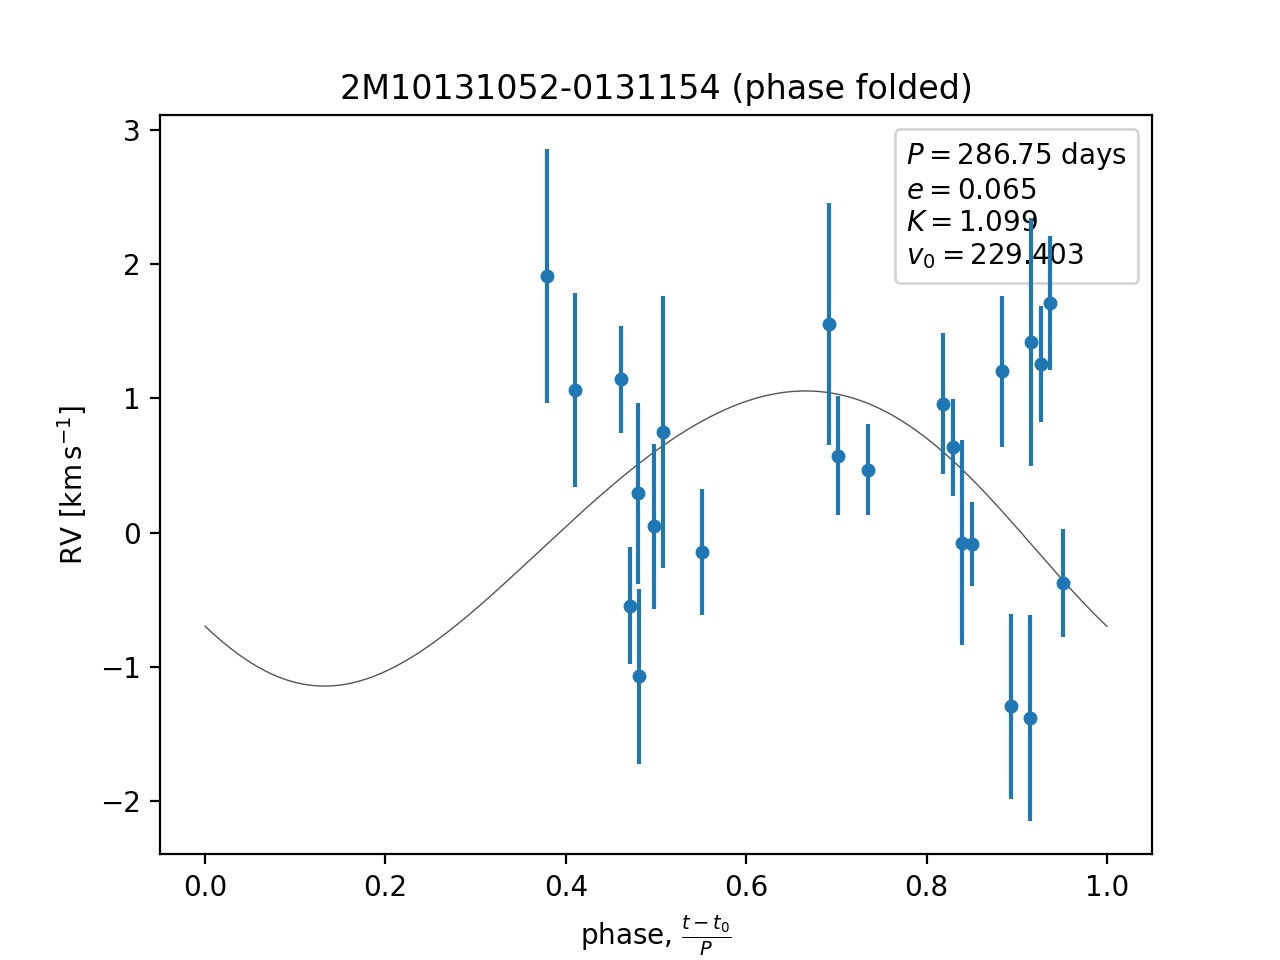 2M10131052-0131154 (phase folded)
P = 286.75 days
e = 0.065
K = 1.099
v₀ = 229.403
RV [km s⁻¹]
3
2
1
0
−1
−2
0.0 0.2 0.4 0.6 0.8 1.0
phase, (t − t₀)/P